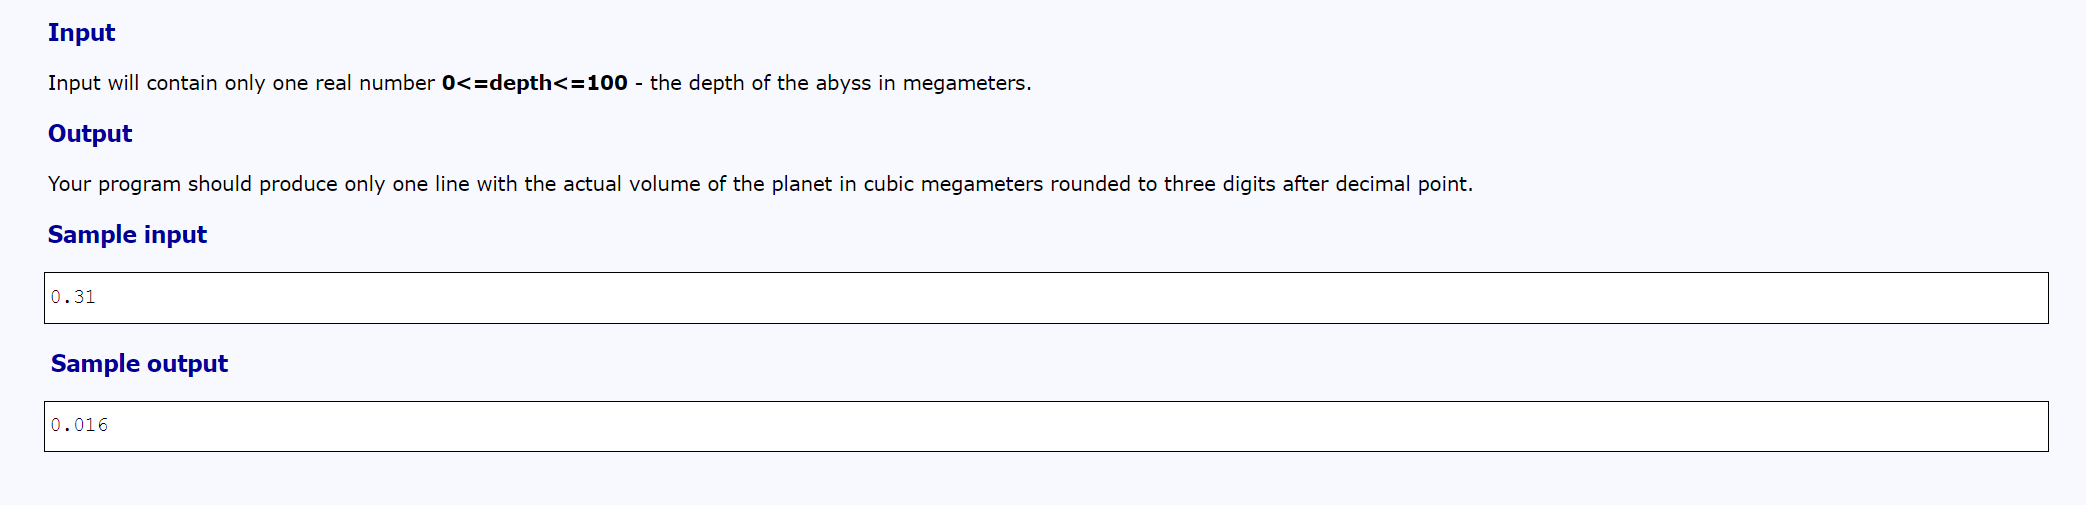 Input
Input will contain only one real number 0<=depth<=100 - the depth of the abyss in megameters.
Output
Your program should produce only one line with the actual volume of the planet in cubic megameters rounded to three digits after decimal point.
Sample input
0.31
Sample output
0.016